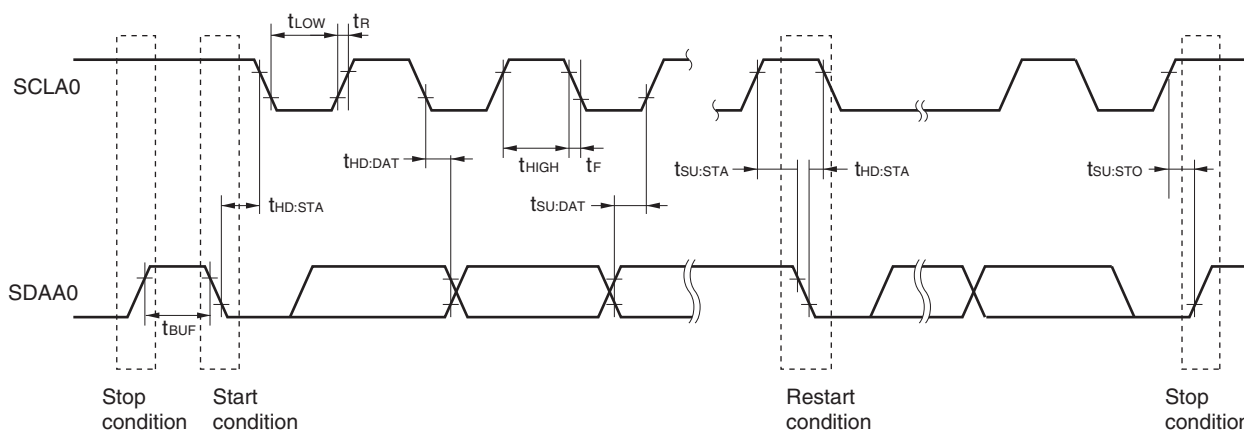 tLOW
tR
SCLA0
tHD:DAT
tHIGH
tF
tSU:STA
tHD:STA
tSU:STO
tHD:STA
tSU:DAT
SDAA0
tBUF
Stop
condition
Start
condition
Restart
condition
Stop
condition